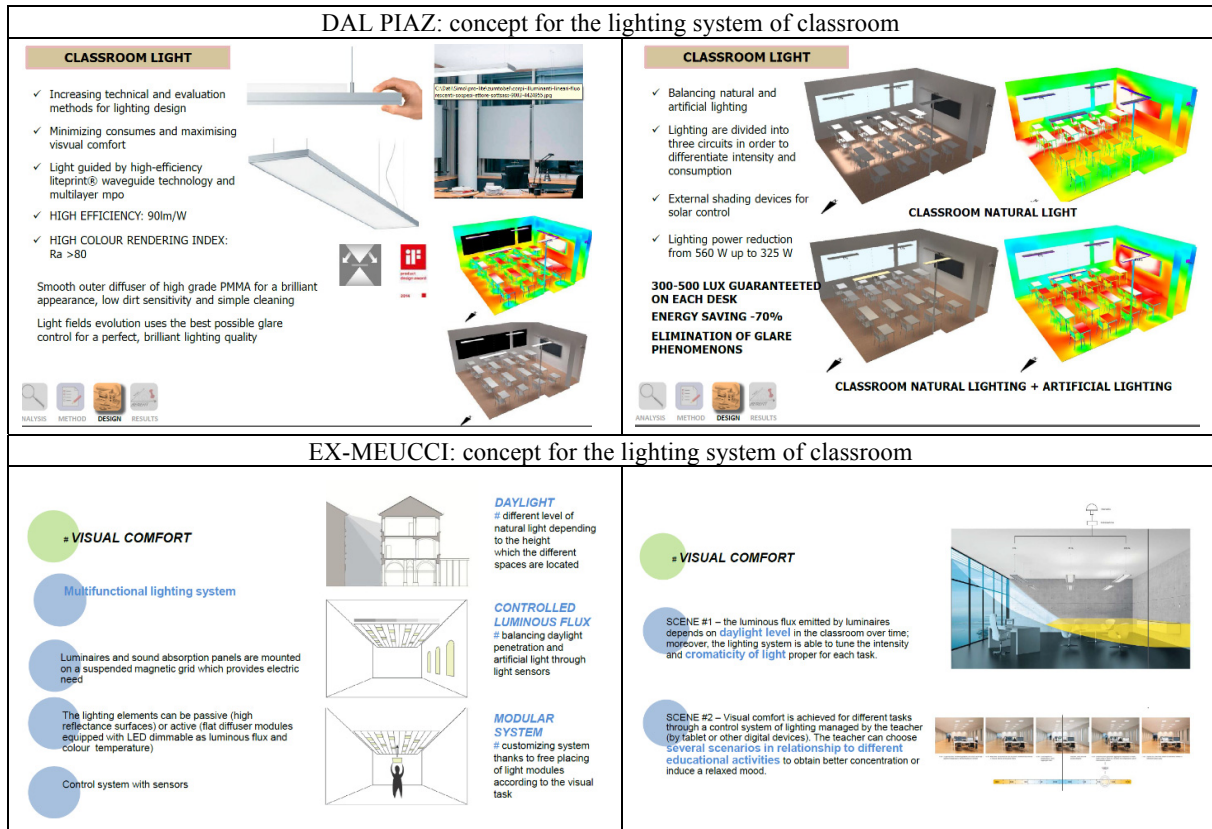 DAL PIAZ: concept for the lighting system of classroom
CLASSROOM LIGHT
✓ Increasing technical and evaluation
methods for lighting design
✓ Minimizing consumes and maximising
visvual comfort
✓ Light guided by high-efficiency
liteprint® waveguide technology and
multilayer mpo
✓ HIGH EFFICIENCY: 90lm/W
✓ HIGH COLOUR RENDERING INDEX:
Ra >80
Smooth outer diffuser of high grade PMMA for a brilliant
appearance, low dirt sensitivity and simple cleaning
Light fields evolution uses the best possible glare
control for a perfect, brilliant lighting quality
product
design award
NALYSIS METHOD DESIGN RESULTS
CLASSROOM LIGHT
✓ Balancing natural and
artificial lighting
✓ Lighting are divided into
three circuits in order to
differentiate intensity and
consumption
✓ External shading devices for
solar control
✓ Lighting power reduction
from 560 W up to 325 W
300-500 LUX GUARANTEETED
ON EACH DESK
ENERGY SAVING -70%
ELIMINATION OF GLARE
PHENOMENONS
CLASSROOM NATURAL LIGHT
CLASSROOM NATURAL LIGHTING + ARTIFICIAL LIGHTING
ANALYSIS METHOD DESIGN RESULTS
EX-MEUCCI: concept for the lighting system of classroom
# VISUAL COMFORT
Multifunctional lighting system
Luminaires and sound absorption panels are mounted
on a suspended magnetic grid which provides electric
need
The lighting elements can be passive (high
reflectance surfaces) or active (flat diffuser modules
equipped with LED dimmable as luminous flux and
colour temperature)
Control system with sensors
DAYLIGHT
# different level of
natural light depending
to the height
which the different
spaces are located
CONTROLLED
LUMINOUS FLUX
# balancing daylight
penetration and
artificial light through
light sensors
MODULAR
SYSTEM
# customizing system
thanks to free placing
of light modules
according to the visual
task
# VISUAL COMFORT
SCENE #1 – the luminous flux emitted by luminaires
depends on daylight level in the classroom over time;
moreover, the lighting system is able to tune the intensity
and cromaticity of light proper for each task.
SCENE #2 – Visual comfort is achieved for different tasks
through a control system of lighting managed by the teacher
(by tablet or other digital devices). The teacher can choose
several scenarios in relationship to different
educational activities to obtain better concentration or
induce a relaxed mood.